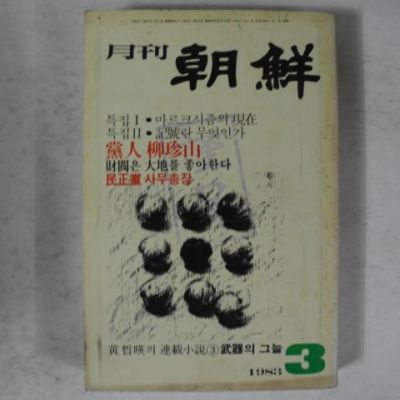 月刊 朝鮮
특집 I • 마르크시즘의 現在
특집 II • 記號란 무엇인가
黨人 柳珍山
財閥은 大地를 좋아한다
民正黨 사무총장
黃晳暎의 連載小説③武器의 그늘
3
1983